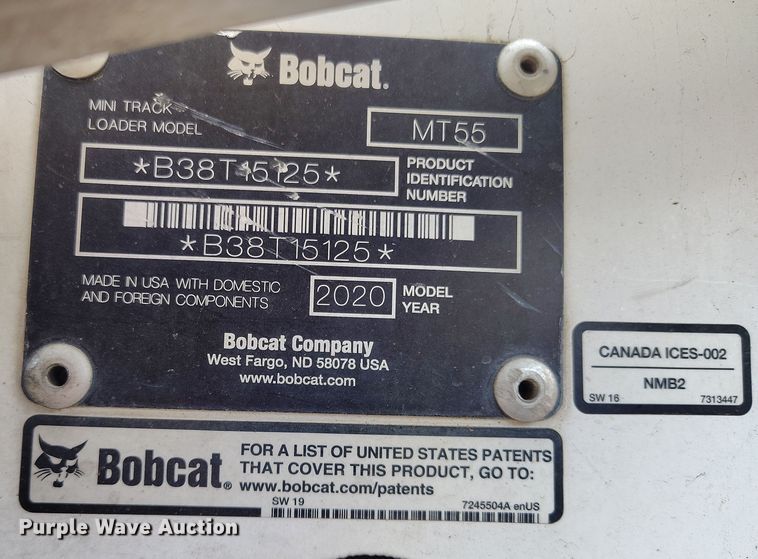 Bobcat®
MINI TRACK
LOADER MODEL
MT55
*B38T15125*
PRODUCT
IDENTIFICATION
NUMBER
*B38T15125*
MADE IN USA WITH DOMESTIC
AND FOREIGN COMPONENTS
2020
MODEL
YEAR
Bobcat Company
West Fargo, ND 58078 USA
www.bobcat.com
CANADA ICES-002
NMB2
SW 16 7313447
Bobcat®
FOR A LIST OF UNITED STATES PATENTS
THAT COVER THIS PRODUCT, GO TO:
www.bobcat.com/patents
SW 19 7245504A enUS
Purple Wave Auction